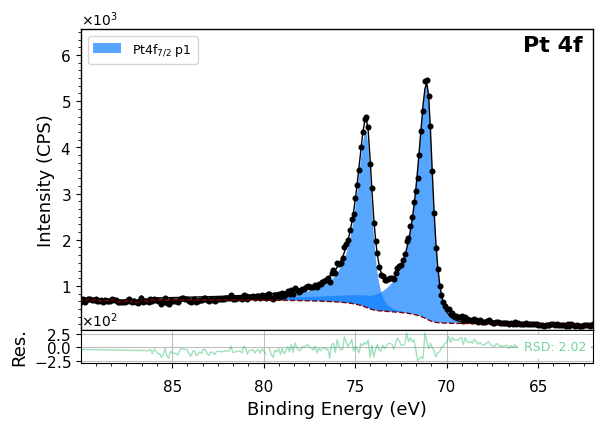 ×10³
Pt4f₇/₂ p1
Pt 4f
6
5
4
3
2
1
Intensity (CPS)
×10²
2.5
0.0
−2.5
Res.
RSD: 2.02
85 80 75 70 65
Binding Energy (eV)